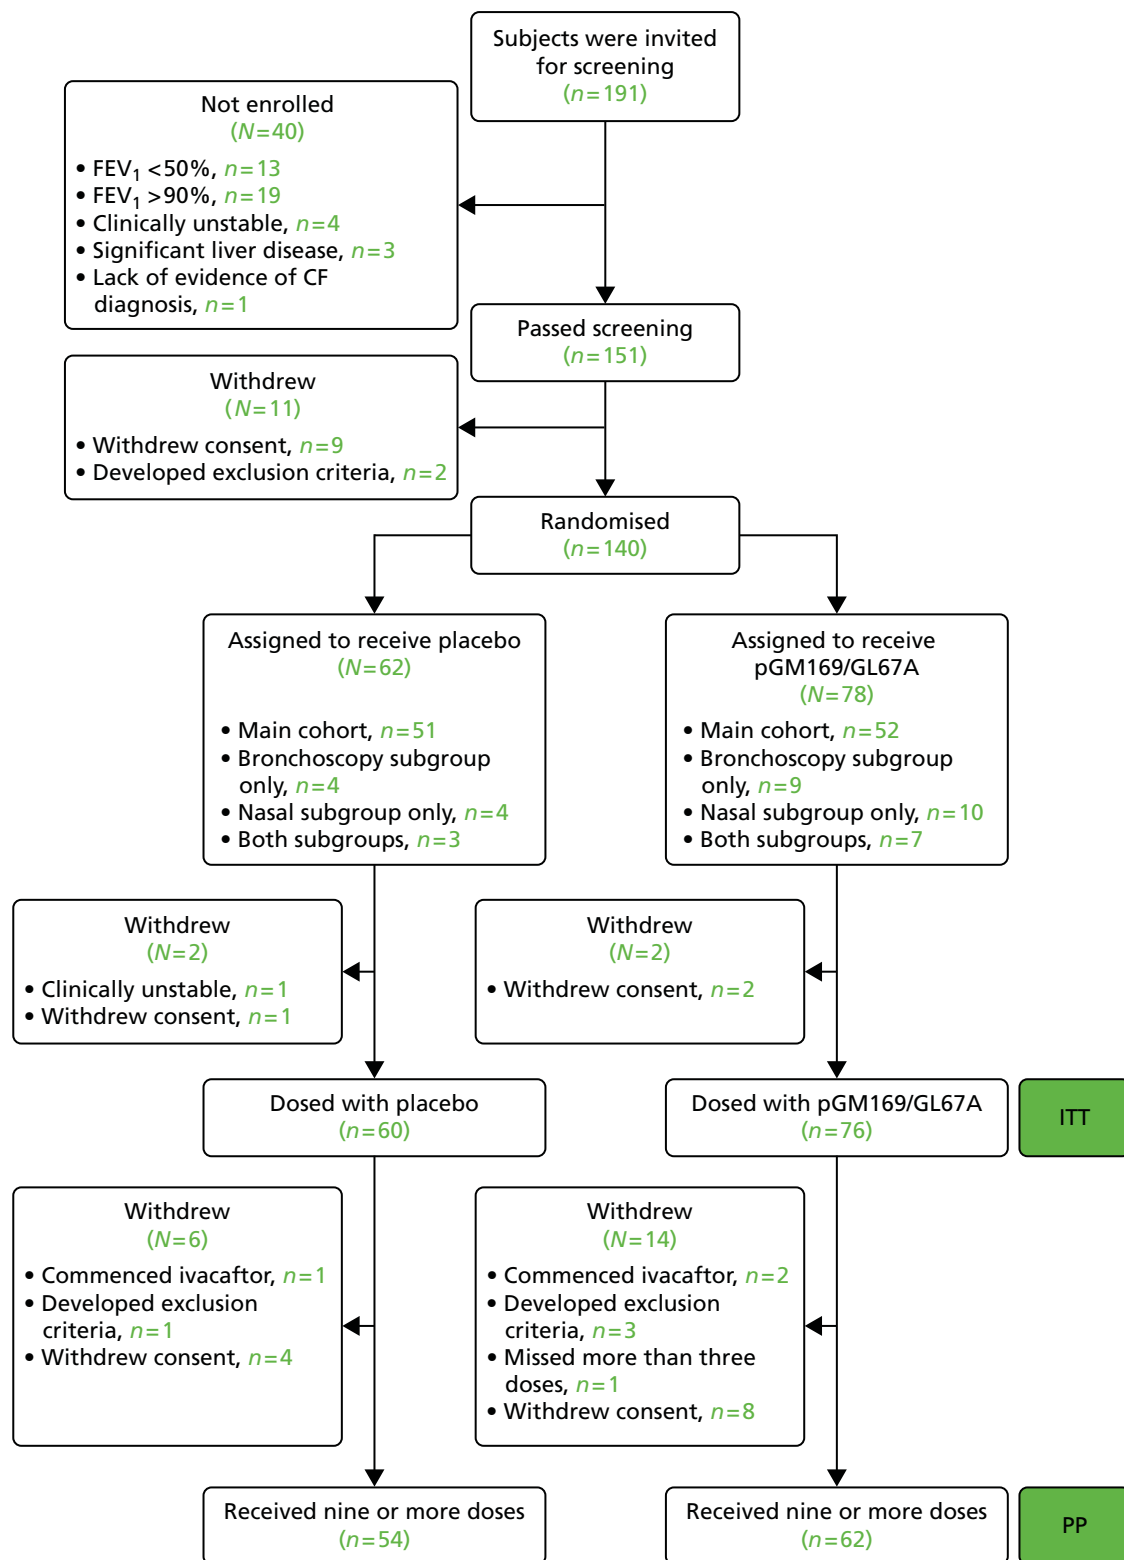 Subjects were invited
for screening
(n=191)
Not enrolled
(N=40)
• FEV1 <50%, n=13
• FEV1 >90%, n=19
• Clinically unstable, n=4
• Significant liver disease, n=3
• Lack of evidence of CF
diagnosis, n=1
Passed screening
(n=151)
Withdrew
(N=11)
• Withdrew consent, n=9
• Developed exclusion criteria, n=2
Randomised
(n=140)
Assigned to receive placebo
(N=62)
• Main cohort, n=51
• Bronchoscopy subgroup
only, n=4
• Nasal subgroup only, n=4
• Both subgroups, n=3
Assigned to receive
pGM169/GL67A
(N=78)
• Main cohort, n=52
• Bronchoscopy subgroup
only, n=9
• Nasal subgroup only, n=10
• Both subgroups, n=7
Withdrew
(N=2)
• Clinically unstable, n=1
• Withdrew consent, n=1
Withdrew
(N=2)
• Withdrew consent, n=2
Dosed with placebo
(n=60)
Dosed with pGM169/GL67A
(n=76)
ITT
Withdrew
(N=6)
• Commenced ivacaftor, n=1
• Developed exclusion
criteria, n=1
• Withdrew consent, n=4
Withdrew
(N=14)
• Commenced ivacaftor, n=2
• Developed exclusion
criteria, n=3
• Missed more than three
doses, n=1
• Withdrew consent, n=8
Received nine or more doses
(n=54)
Received nine or more doses
(n=62)
PP